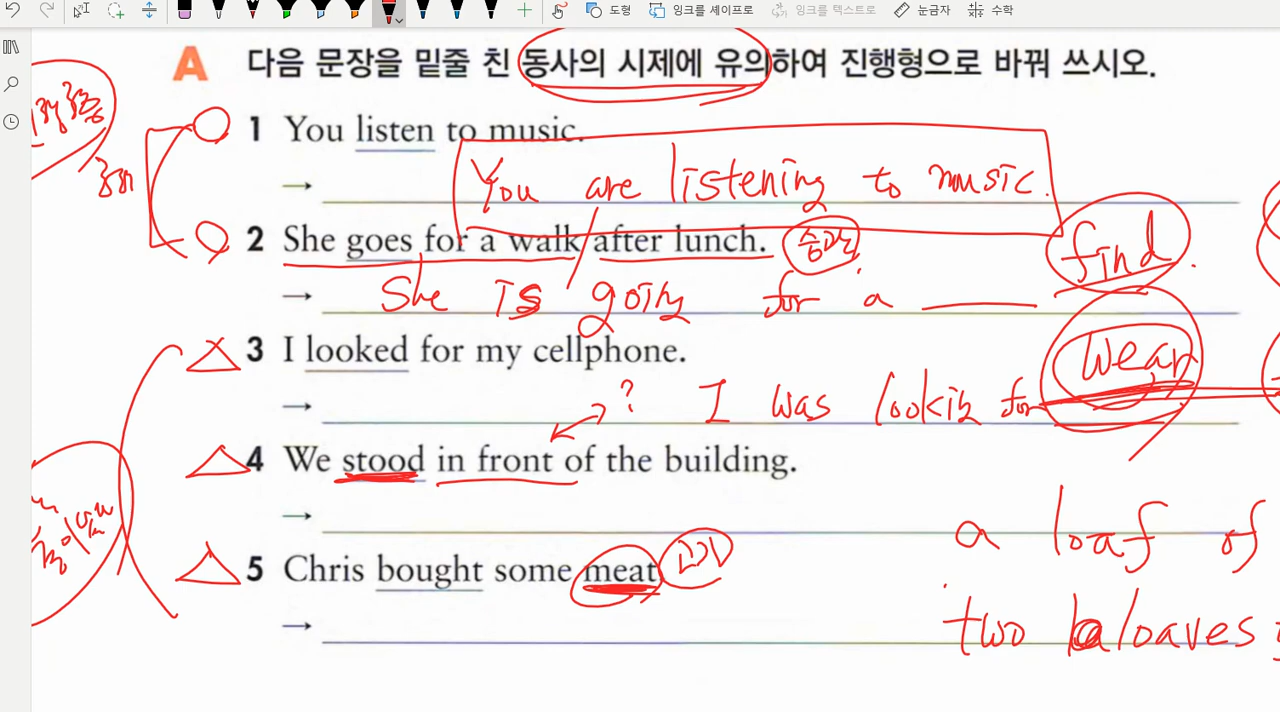 도형 잉크를 셰이프로 잉크를 텍스트로 눈금자 수학
A 다음 문장을 밑줄 친 동사의 시제에 유의하여 진행형으로 바꿔 쓰시오.
1 You listen to music.
→ You are listening to music.
2 She goes for a walk / after lunch.
find.
→ She is going for a
3 I looked for my cellphone.
wear
→ ? I was looking for
4 We stood in front of the building.
→
a loaf of
5 Chris bought some meat 고기
→
two loaves